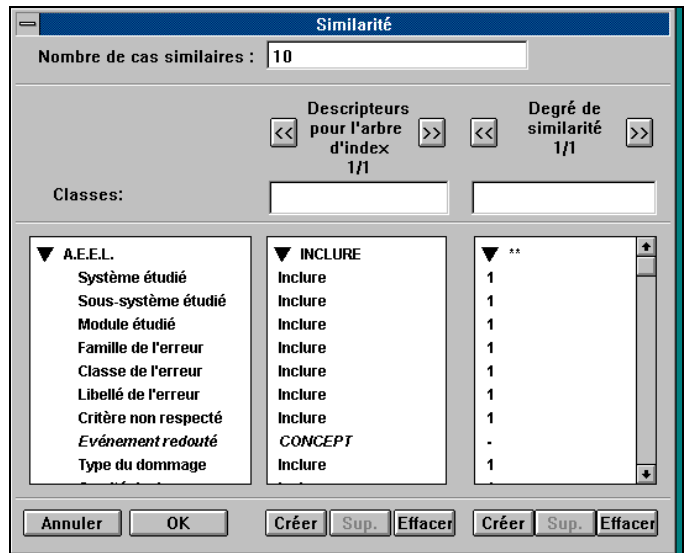 Similarité
Nombre de cas similaires : 10
Descripteurs pour l'arbre d'index 1/1
<< >>
Degré de similarité 1/1
<< >>
Classes:
A.E.E.L. INCLURE **
Système étudié Inclure 1
Sous-système étudié Inclure 1
Module étudié Inclure 1
Famille de l'erreur Inclure 1
Classe de l'erreur Inclure 1
Libellé de l'erreur Inclure 1
Critère non respecté Inclure 1
Evénement redouté CONCEPT -
Type du dommage Inclure 1
Annuler OK Créer Sup. Effacer Créer Sup. Effacer